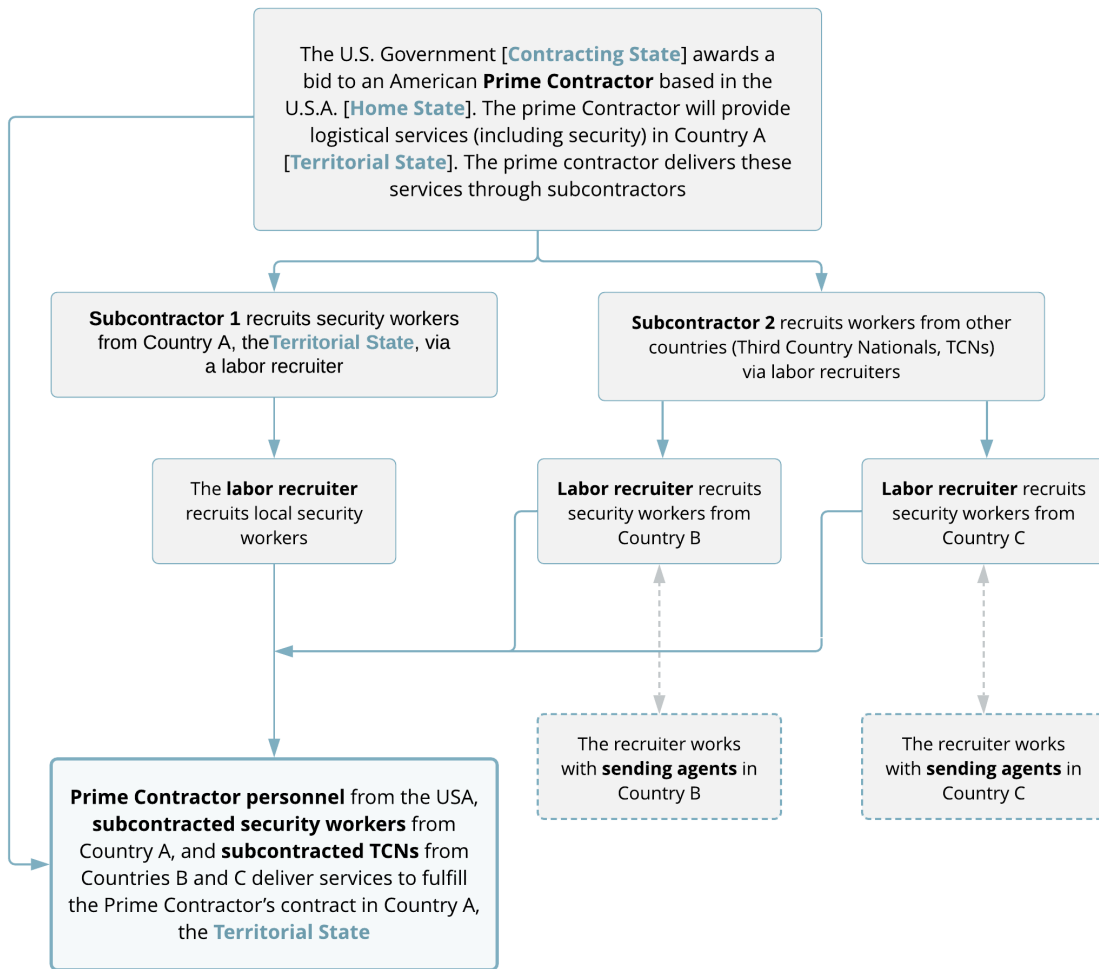 The U.S. Government [Contracting State] awards a
bid to an American Prime Contractor based in the
U.S.A. [Home State]. The prime Contractor will provide
logistical services (including security) in Country A
[Territorial State]. The prime contractor delivers these
services through subcontractors
Subcontractor 1 recruits security workers
from Country A, theTerritorial State, via
a labor recruiter
Subcontractor 2 recruits workers from other
countries (Third Country Nationals, TCNs)
via labor recruiters
The labor recruiter
recruits local security
workers
Labor recruiter recruits
security workers from
Country B
Labor recruiter recruits
security workers from
Country C
The recruiter works
with sending agents in
Country B
The recruiter works
with sending agents in
Country C
Prime Contractor personnel from the USA,
subcontracted security workers from
Country A, and subcontracted TCNs from
Countries B and C deliver services to fulfill
the Prime Contractor’s contract in Country A,
the Territorial State